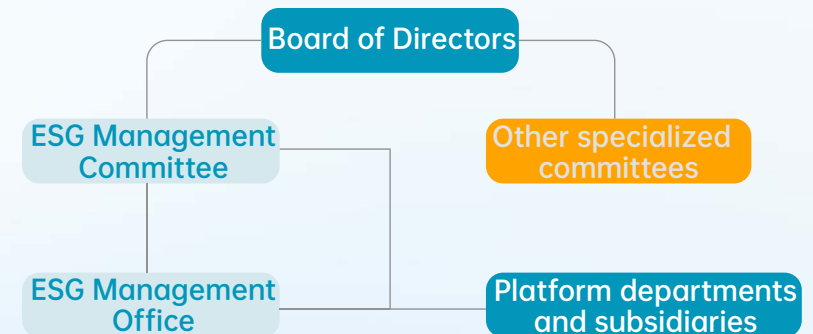 Board of Directors
ESG Management
Committee
Other specialized
committees
ESG Management
Office
Platform departments
and subsidiaries